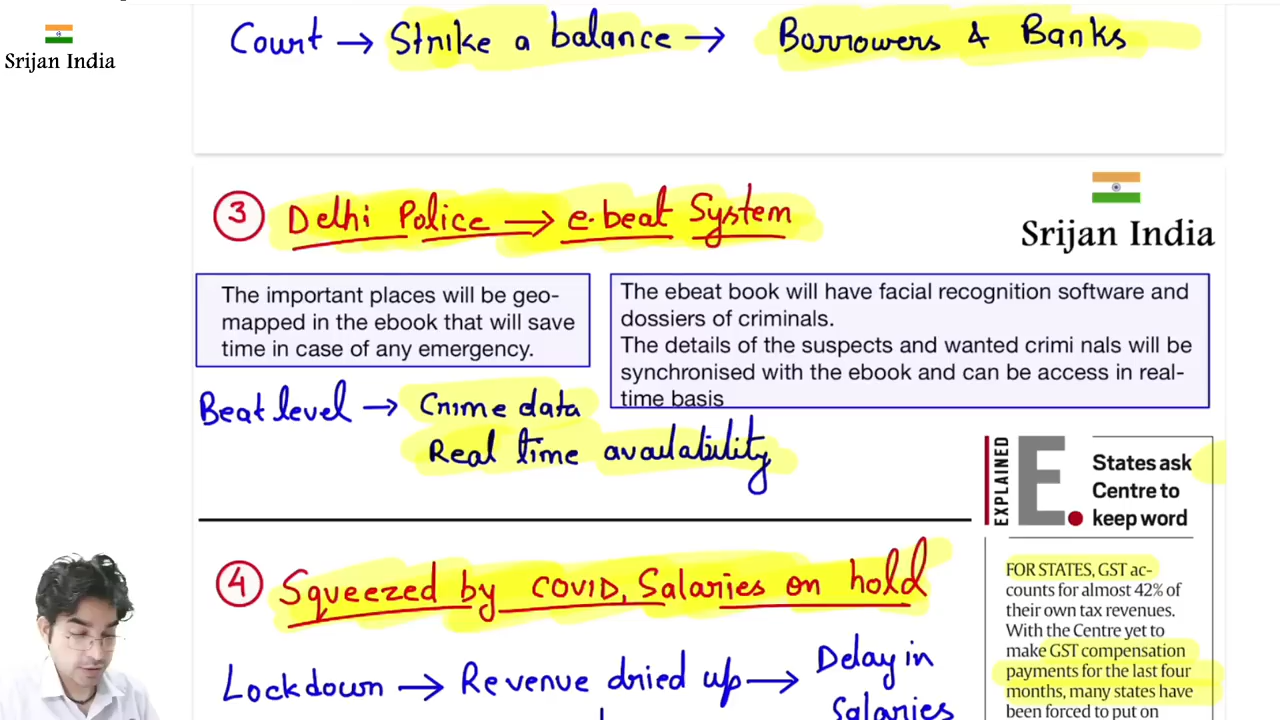 Srijan India
Court → Strike a balance → Borrowers & Banks
3 Delhi Police → e-beat System
Srijan India
The important places will be geo-
mapped in the ebook that will save
time in case of any emergency.
The ebeat book will have facial recognition software and
dossiers of criminals.
The details of the suspects and wanted crimi nals will be
synchronised with the ebook and can be access in real-
time basis
Beat level → Crime data
Real time availability
EXPLAINED
E.
States ask
Centre to
keep word
4 Squeezed by COVID, Salaries on hold
Lockdown → Revenue dried up → Delay in
Salaries
FOR STATES, GST ac-
counts for almost 42% of
their own tax revenues.
With the Centre yet to
make GST compensation
payments for the last four
months, many states have
been forced to put on